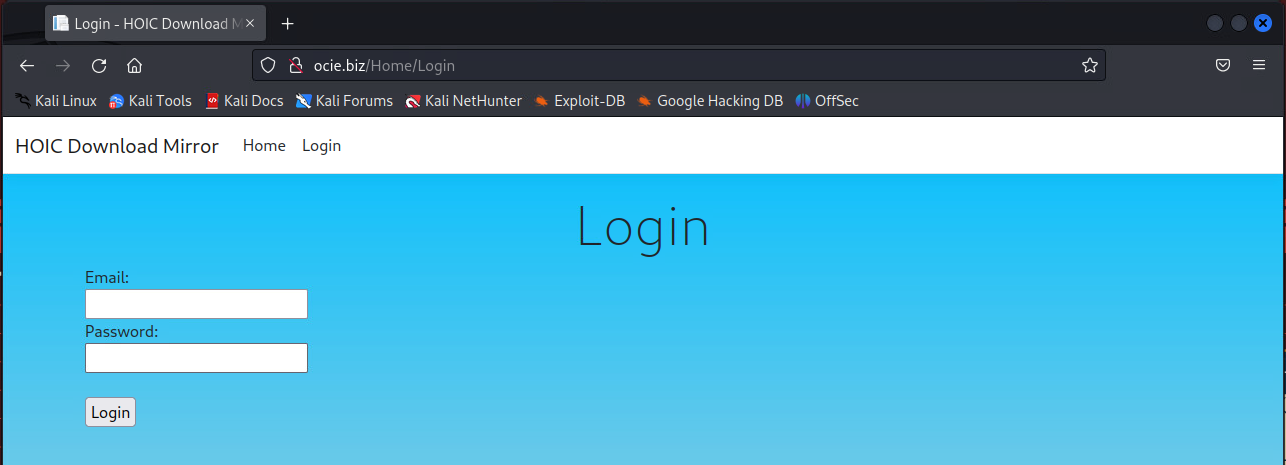 Login - HOIC Download M
ocie.biz/Home/Login
Kali Linux Kali Tools Kali Docs Kali Forums Kali NetHunter Exploit-DB Google Hacking DB OffSec
HOIC Download Mirror Home Login
Login
Email:
Password:
Login